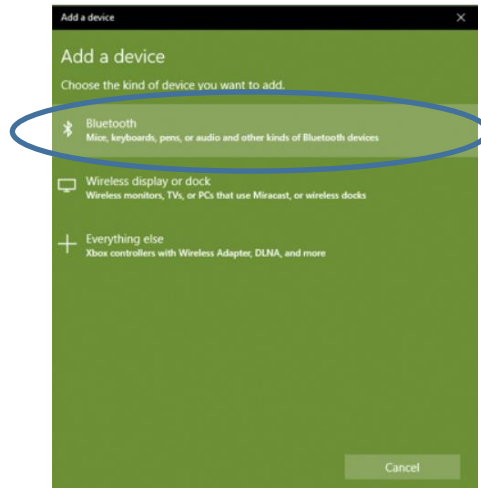 Add a device
Add a device
Choose the kind of device you want to add.
Bluetooth
Mice, keyboards, pens, or audio and other kinds of Bluetooth devices
Wireless display or dock
Wireless monitors, TVs, or PCs that use Miracast, or wireless docks
Everything else
Xbox controllers with Wireless Adapter, DLNA, and more
Cancel